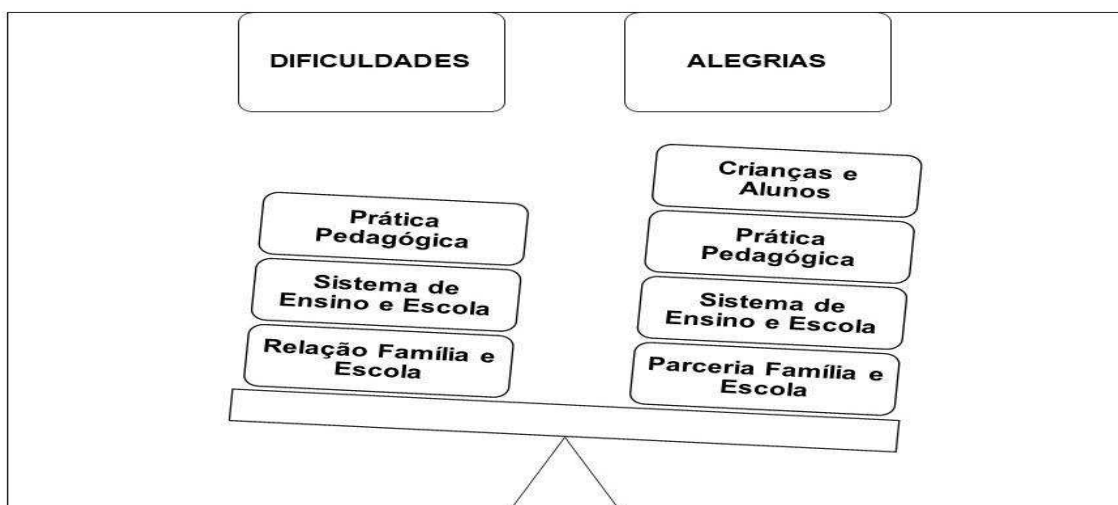 DIFICULDADES
ALEGRIAS
Prática
Pedagógica
Sistema de
Ensino e Escola
Relação Família e
Escola
Crianças e
Alunos
Prática
Pedagógica
Sistema de
Ensino e Escola
Parceria Família e
Escola